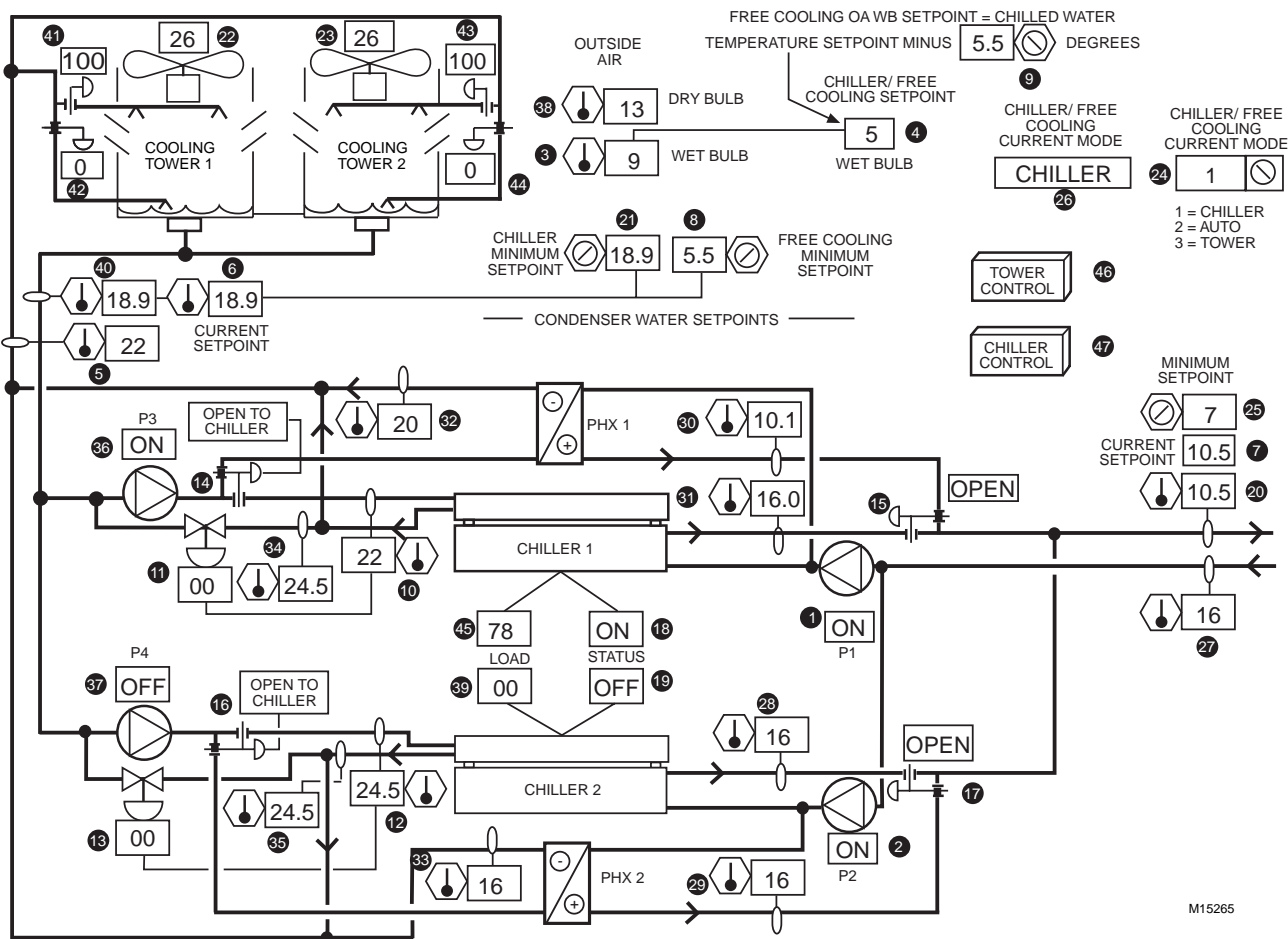 FREE COOLING OA WB SETPOINT = CHILLED WATER
TEMPERATURE SETPOINT MINUS 5.5 DEGREES
9
41
26
22
23
26
43
100
100
OUTSIDE
AIR
38
13
DRY BULB
3
9
WET BULB
CHILLER/ FREE
COOLING SETPOINT
5
4
WET BULB
CHILLER/ FREE
COOLING
CURRENT MODE
CHILLER
26
CHILLER/ FREE
COOLING
CURRENT MODE
24
1
1 = CHILLER
2 = AUTO
3 = TOWER
COOLING
TOWER 1
COOLING
TOWER 2
0
42
0
44
21
8
CHILLER
MINIMUM
SETPOINT
18.9
5.5
FREE COOLING
MINIMUM
SETPOINT
40
6
18.9
18.9
CURRENT
SETPOINT
CONDENSER WATER SETPOINTS
TOWER
CONTROL
46
22
5
CHILLER
CONTROL
47
MINIMUM
SETPOINT
7
25
CURRENT
SETPOINT
10.5
7
10.5
20
P3
36
ON
OPEN TO
CHILLER
14
20
32
-
+
PHX 1
30
10.1
31
16.0
15
OPEN
CHILLER 1
34
24.5
22
10
11
00
1
ON
P1
16
27
45
78
LOAD
39
00
ON
18
STATUS
OFF
19
P4
37
OFF
16
OPEN TO
CHILLER
28
16
OPEN
CHILLER 2
17
24.5
35
24.5
12
13
00
ON
2
P2
33
16
-
+
PHX 2
29
16
M15265